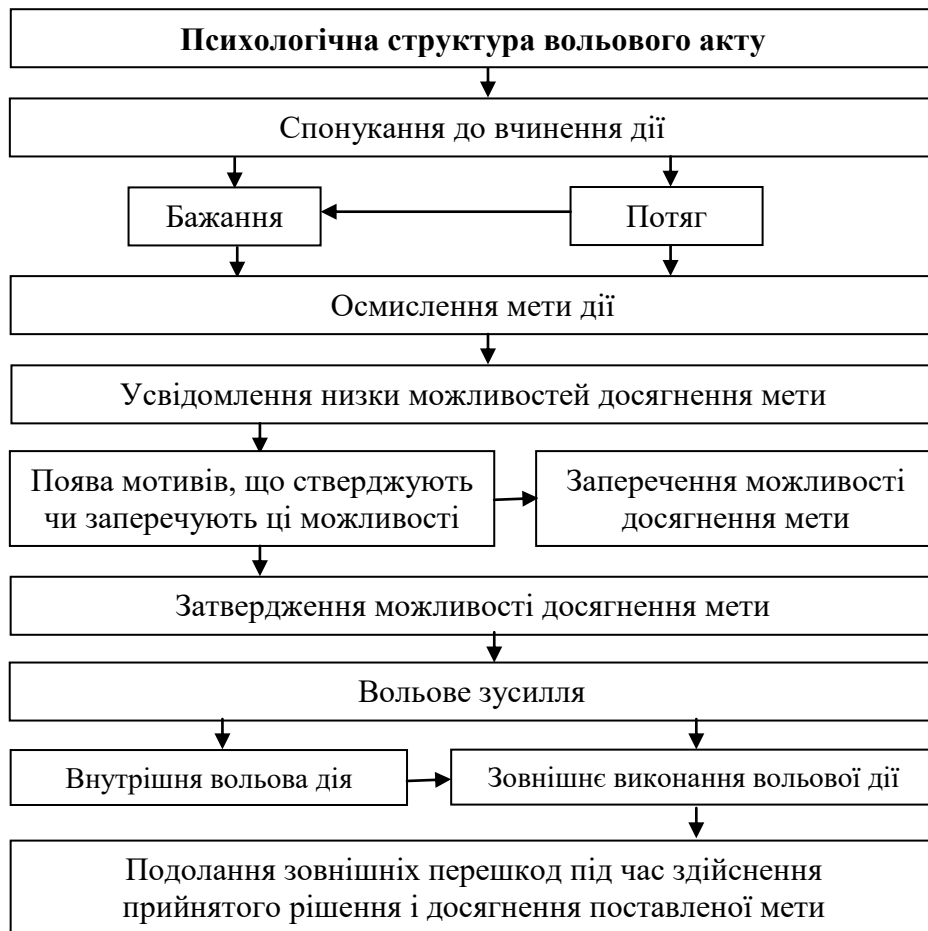 Психологічна структура вольового акту
Спонукання до вчинення дії
Бажання
Потяг
Осмислення мети дії
Усвідомлення низки можливостей досягнення мети
Поява мотивів, що стверджують
чи заперечують ці можливості
Заперечення можливості
досягнення мети
Затвердження можливості досягнення мети
Вольове зусилля
Внутрішня вольова дія
Зовнішнє виконання вольової дії
Подолання зовнішніх перешкод під час здійснення
прийнятого рішення і досягнення поставленої мети